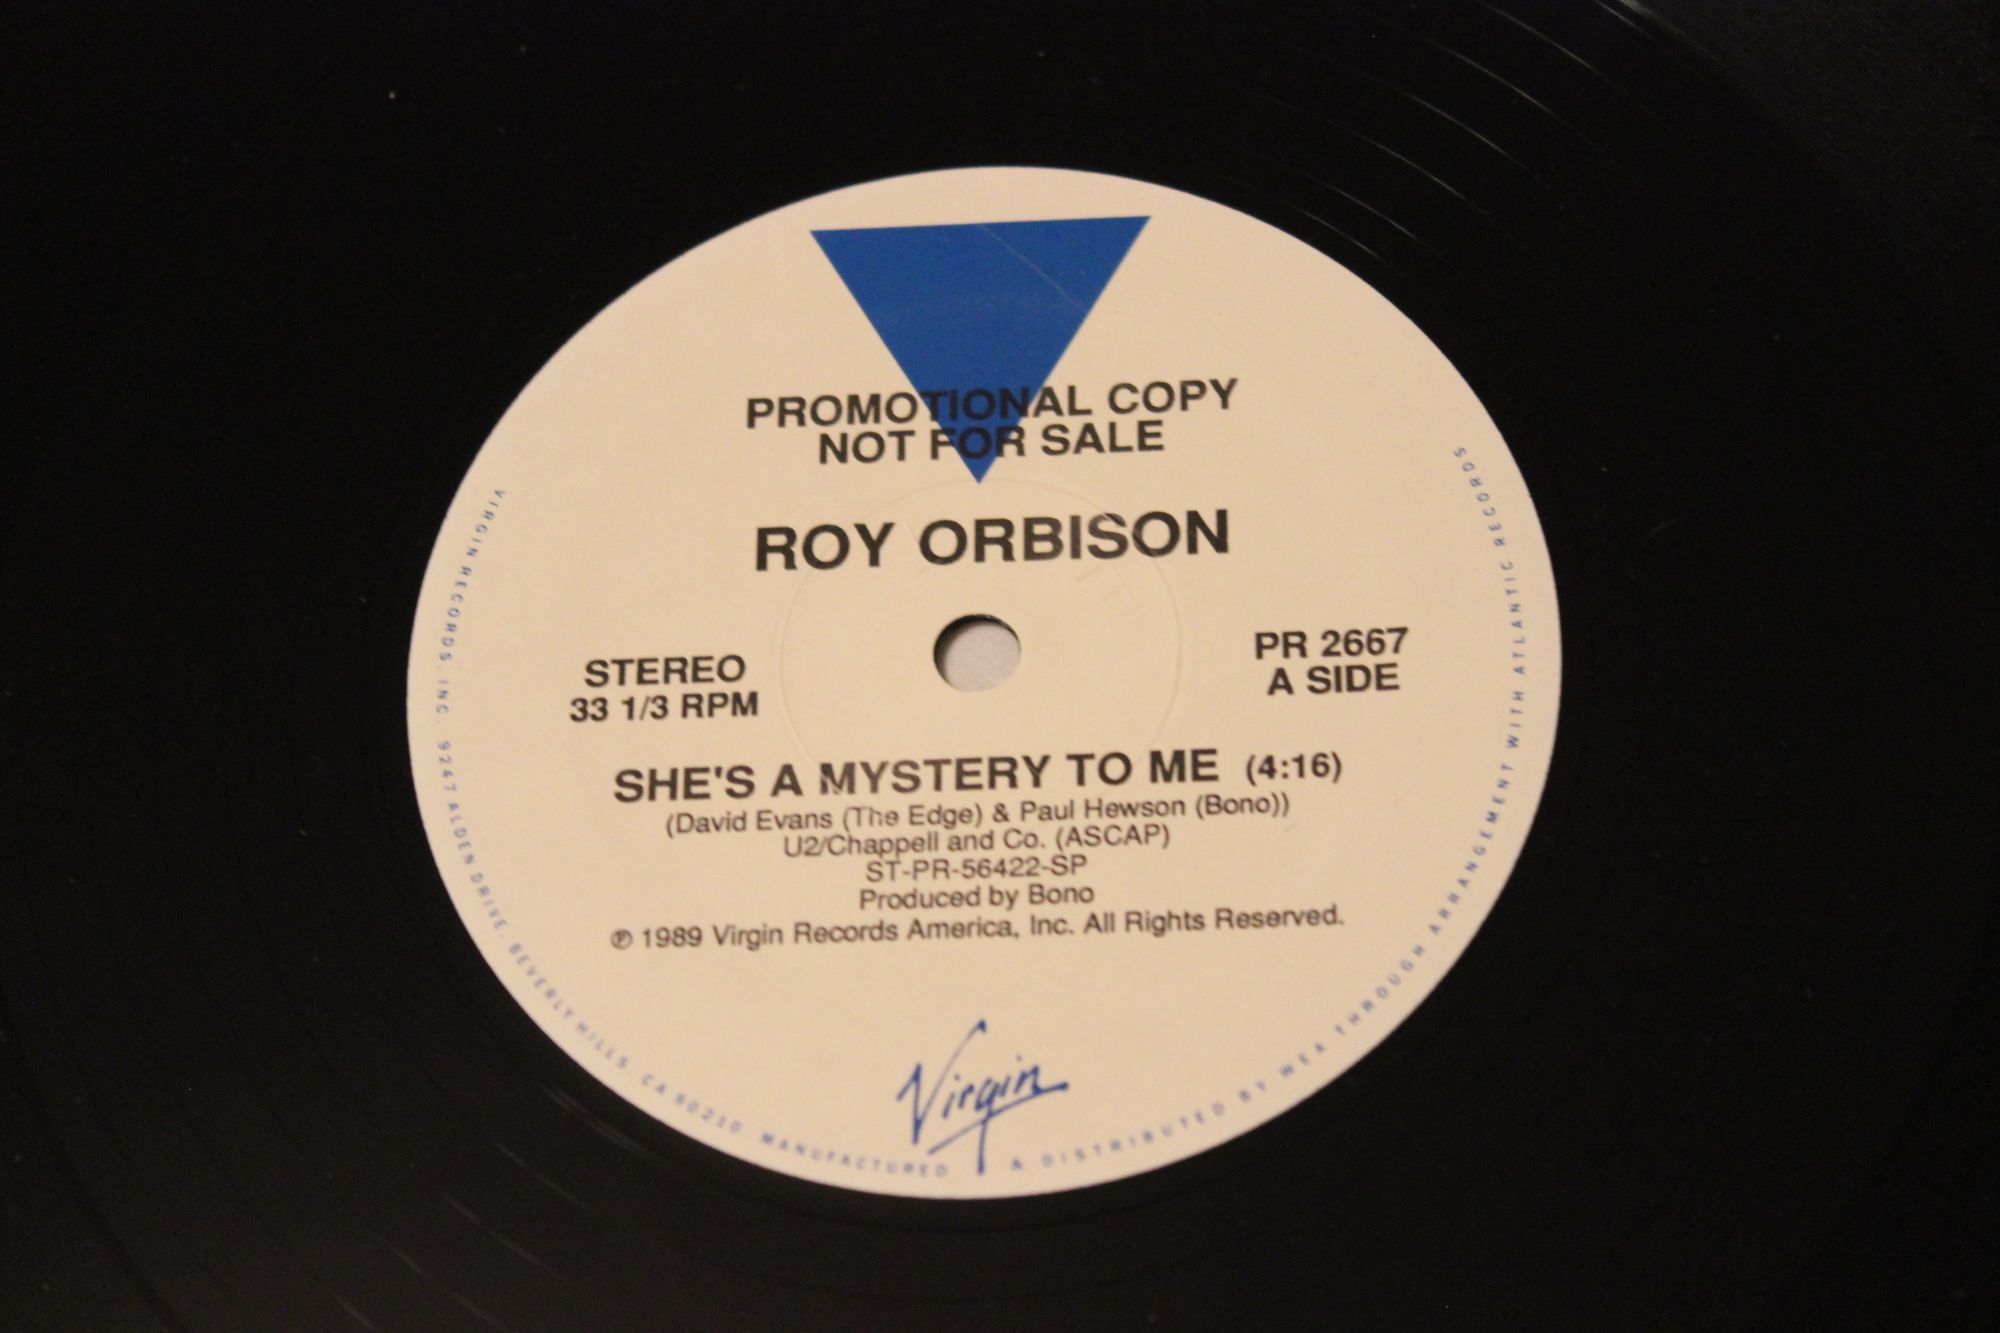 PROMOTIONAL COPY
NOT FOR SALE
ROY ORBISON
STEREO
33 1/3 RPM
PR 2667
A SIDE
SHE'S A MYSTERY TO ME (4:16)
(David Evans (The Edge) & Paul Hewson (Bono))
U2/Chappell and Co. (ASCAP)
ST-PR-56422-SP
Produced by Bono
℗ 1989 Virgin Records America, Inc. All Rights Reserved.
Virgin
VIRGIN RECORDS, INC. 9247 ALDEN DRIVE, BEVERLY HILLS, CA 90210 MANUFACTURED & DISTRIBUTED BY WEA THROUGH ARRANGEMENT WITH ATLANTIC RECORDS